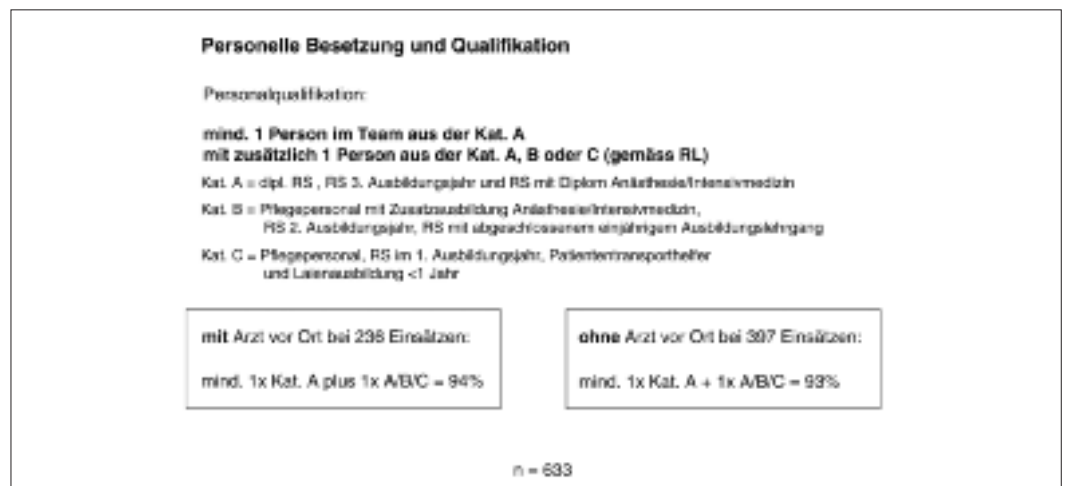 Personelle Besetzung und Qualifikation
Personalqualifikation:
mind. 1 Person im Team aus der Kat. A
mit zusätzlich 1 Person aus der Kat. A, B oder C (gemäss RL)
Kat. A = dipl. RS , RS 3. Ausbildungsjahr und RS mit Diplom Anästhesie/Intensivmedizin
Kat. B = Pflegepersonal mit Zusatzausbildung Anästhesie/Intensivmedizin,
RS 2. Ausbildungsjahr, RS mit abgeschlossenem einjährigem Ausbildungslehrgang
Kat. C = Pflegepersonal, RS im 1. Ausbildungsjahr, Patiententransporthelfer
und Laienausbildung <1 Jahr
mit Arzt vor Ort bei 236 Einsätzen:
mind. 1x Kat. A plus 1x A/B/C = 94%
ohne Arzt vor Ort bei 397 Einsätzen:
mind. 1x Kat. A + 1x A/B/C = 93%
n = 633